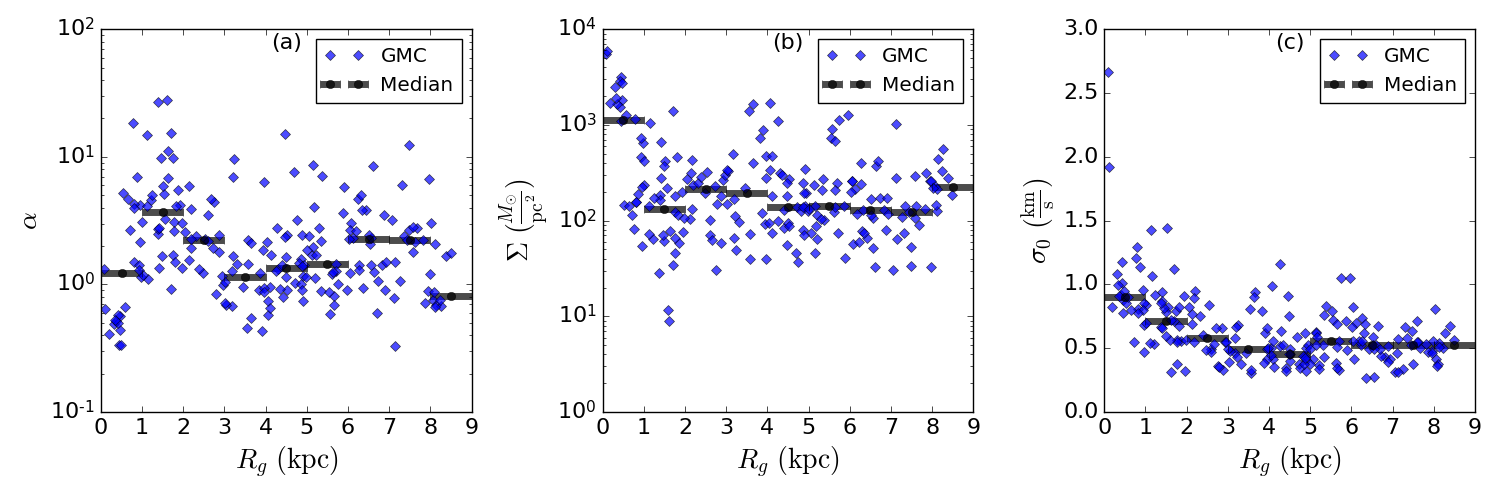 (a)
GMC
Median
10^2
10^1
10^0
10^-1
α
0 1 2 3 4 5 6 7 8 9
R_g (kpc)
(b)
GMC
Median
10^4
10^3
10^2
10^1
10^0
Σ (M_⊙/pc^2)
0 1 2 3 4 5 6 7 8 9
R_g (kpc)
(c)
GMC
Median
3.0
2.5
2.0
1.5
1.0
0.5
0.0
σ_0 (km/s)
0 1 2 3 4 5 6 7 8 9
R_g (kpc)